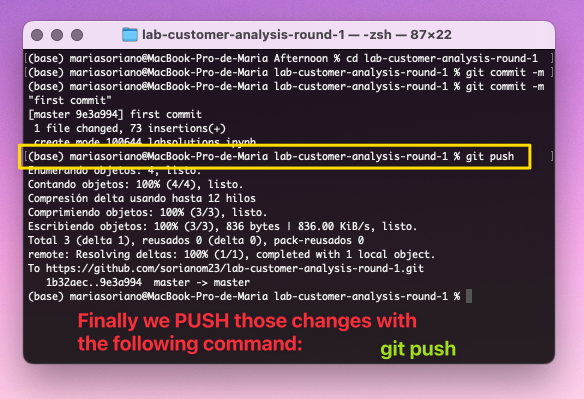 lab-customer-analysis-round-1 — -zsh — 87×22
[(base) mariasoriano@MacBook-Pro-de-Maria Afternoon % cd lab-customer-analysis-round-1 ]
[(base) mariasoriano@MacBook-Pro-de-Maria lab-customer-analysis-round-1 % git commit -m ]
[(base) mariasoriano@MacBook-Pro-de-Maria lab-customer-analysis-round-1 % git commit -m
"first commit"
[master 9e3a994] first commit
1 file changed, 73 insertions(+)
create mode 100644 labsolutions.ipynb
[(base) mariasoriano@MacBook-Pro-de-Maria lab-customer-analysis-round-1 % git push ]
Enumerando objetos: 4, listo.
Contando objetos: 100% (4/4), listo.
Compresión delta usando hasta 12 hilos
Comprimiendo objetos: 100% (3/3), listo.
Escribiendo objetos: 100% (3/3), 836 bytes | 836.00 KiB/s, listo.
Total 3 (delta 1), reusados 0 (delta 0), pack-reusados 0
remote: Resolving deltas: 100% (1/1), completed with 1 local object.
To https://github.com/sorianom23/lab-customer-analysis-round-1.git
1b32aec..9e3a994 master -> master
(base) mariasoriano@MacBook-Pro-de-Maria lab-customer-analysis-round-1 %
Finally we PUSH those changes with
the following command:
git push